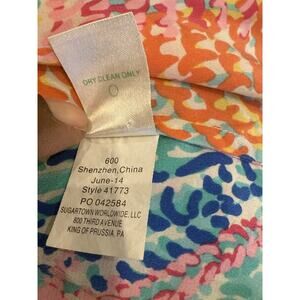 DRY CLEAN ONLY
600
Shenzhen,China
June-14
Style 41773
PO 042584
SUGARTOWN WORLDWIDE, LLC
800 THIRD AVENUE
KING OF PRUSSIA, PA